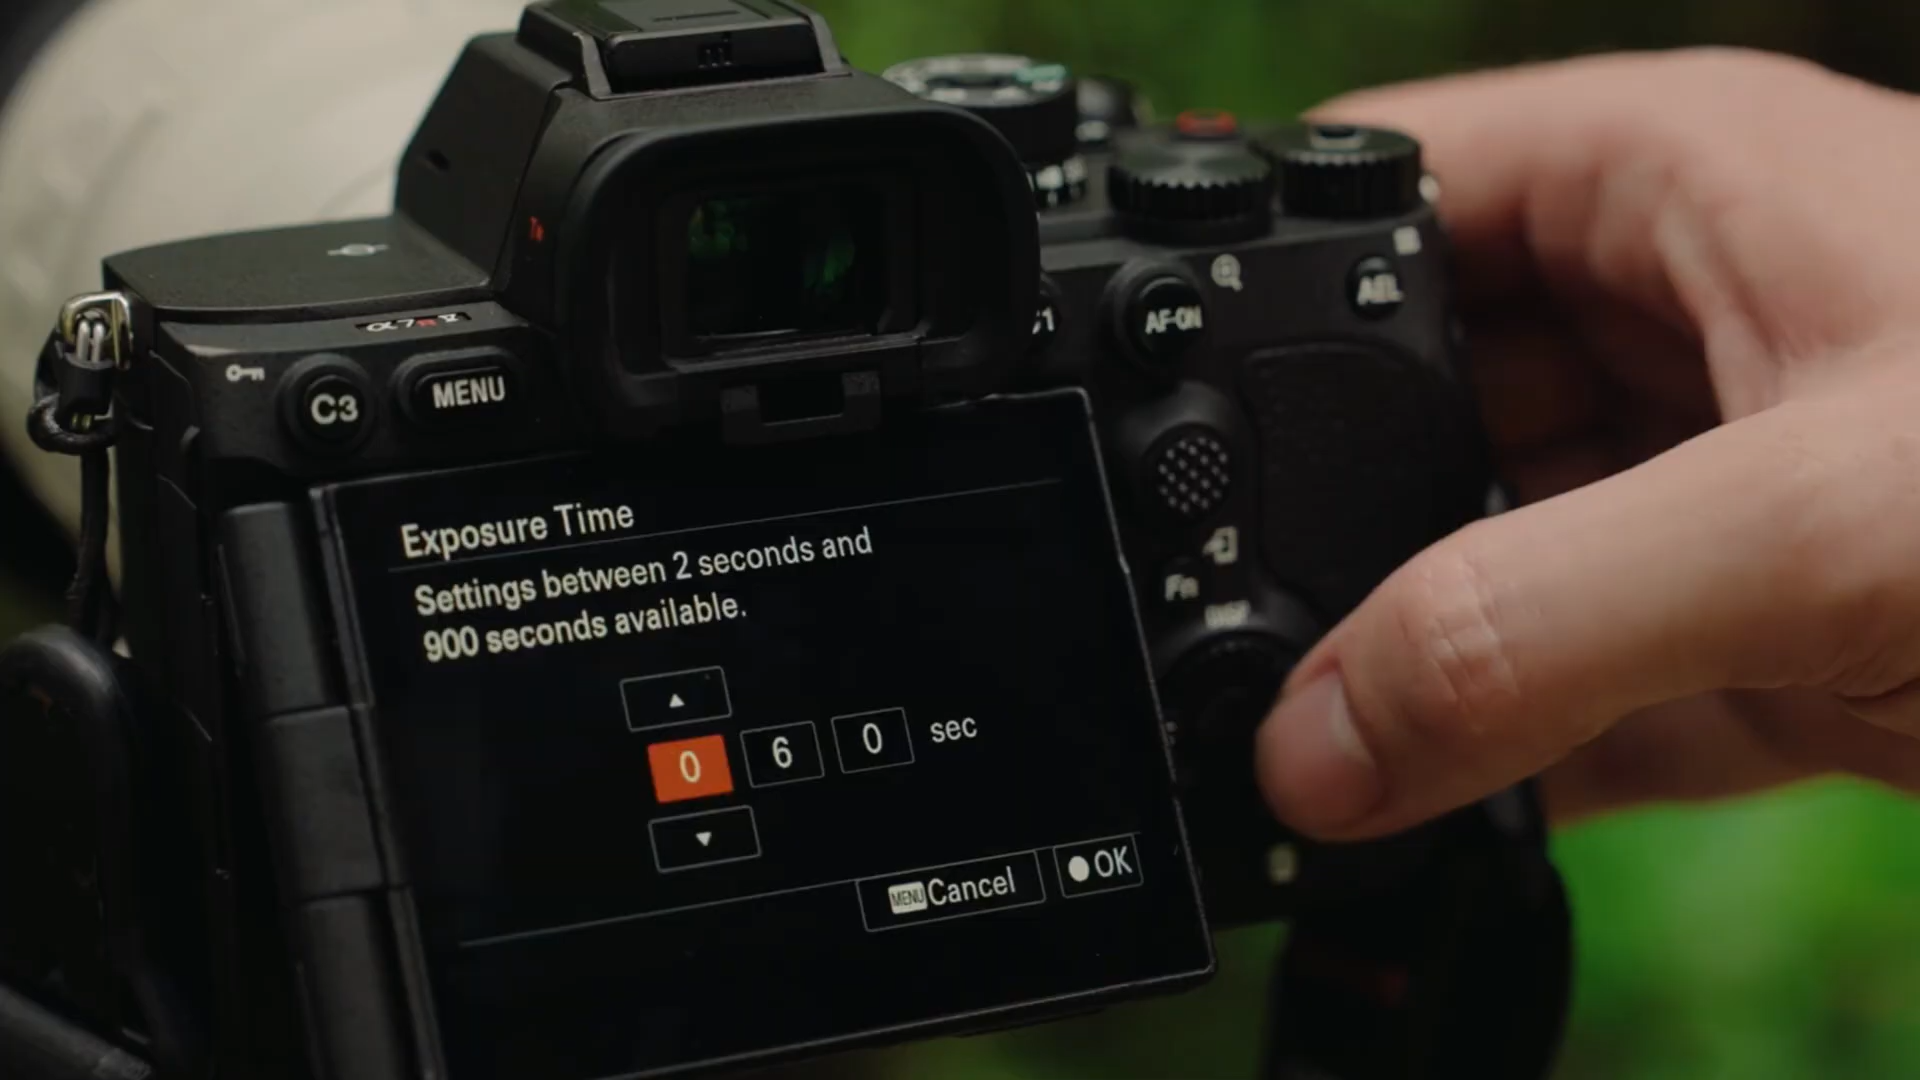 α7R V
C3
MENU
AF-ON
AEL
Exposure Time
Settings between 2 seconds and
900 seconds available.
▲
0 6 0 sec
▼
MENU Cancel
● OK
Fn
DISP